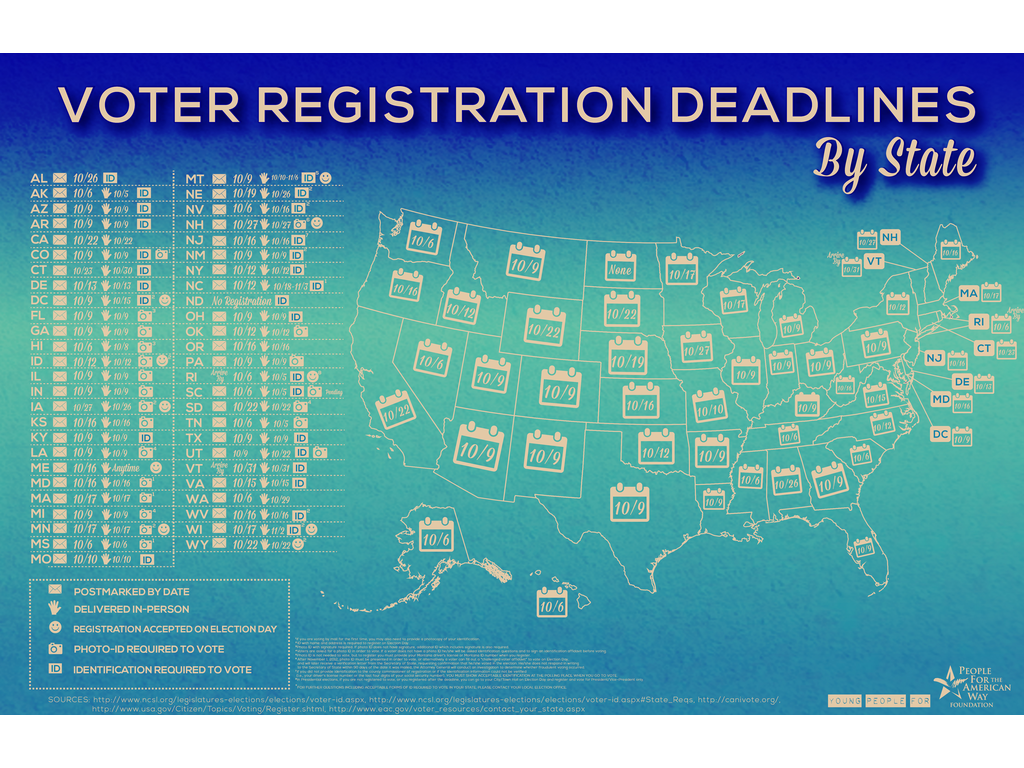 VOTER REGISTRATION DEADLINES
By State
AL 10/26 ID
AK 10/6 10/5 ID
AZ 10/9 10/9 ID
AR 10/9 10/9 ID
CA 10/22 10/22
CO 10/9 10/9 ID
CT 10/23 10/30 ID
DE 10/13 10/13 ID
DC 10/9 10/15 ID
FL 10/9 10/9
GA 10/9 10/9
HI 10/6 10/8
ID 10/12 10/12
IL 10/9 10/9
IN 10/9 10/9
IA 10/27 10/26
KS 10/16 10/16
KY 10/9 10/9 ID
LA 10/9 10/9
ME 10/16 Anytime
MD 10/16 10/16
MA 10/17 10/17
MI 10/9 10/9
MN 10/17 10/17
MS 10/6 10/6
MO 10/10 10/10 ID
MT 10/9 10/10-11/6 ID
NE 10/19 10/26 ID
NV 10/6 10/16 ID
NH 10/27 10/27
NJ 10/16 10/16 ID
NM 10/9 10/9 ID
NY 10/12 10/12 ID
NC 10/12 10/18-11/3 ID
ND No Registration ID
OH 10/9 10/9 ID
OK 10/12 10/12
OR 10/16 10/16
PA 10/9 10/9
RI Arrive By 10/6 10/5 ID
SC 10/6 10/5 ID Pending
SD 10/22 10/22
TN 10/6 10/5
TX 10/9 10/9 ID
UT 10/9 10/22 ID
VT Arrive By 10/31 10/31 ID
VA 10/15 10/15 ID
WA 10/6 10/29
WV 10/16 10/16 ID
WI 10/17 11/2 ID
WY 10/22 10/22
POSTMARKED BY DATE
DELIVERED IN-PERSON
REGISTRATION ACCEPTED ON ELECTION DAY
PHOTO-ID REQUIRED TO VOTE
ID IDENTIFICATION REQUIRED TO VOTE
10/6
10/16
10/12
10/9
None
10/17
10/22
10/22
10/19
10/27
10/17
10/9
10/6
10/9
10/9
10/16
10/10
10/9
10/9
10/9
10/22
10/9
10/9
10/12
10/9
10/9
10/9
10/6
10/6
10/26
10/9
10/9
10/9
10/12
10/15
10/9
10/12
10/6
10/6
NH 10/27
VT Arrive By 10/31
MA 10/17
RI 10/6 Arrive By
CT 10/23
NJ 10/16
DE 10/13
MD 10/16
DC 10/9
SOURCES: http://www.ncsl.org/legislatures-elections/elections/voter-id.aspx, http://www.ncsl.org/legislatures-elections/elections/voter-id.aspx#State_Reqs, http://canivote.org/,
http://www.usa.gov/Citizen/Topics/Voting/Register.shtml, http://www.eac.gov/voter_resources/contact_your_state.aspx
YOUNG PEOPLE FOR
PEOPLE
FOR THE
AMERICAN
WAY
FOUNDATION